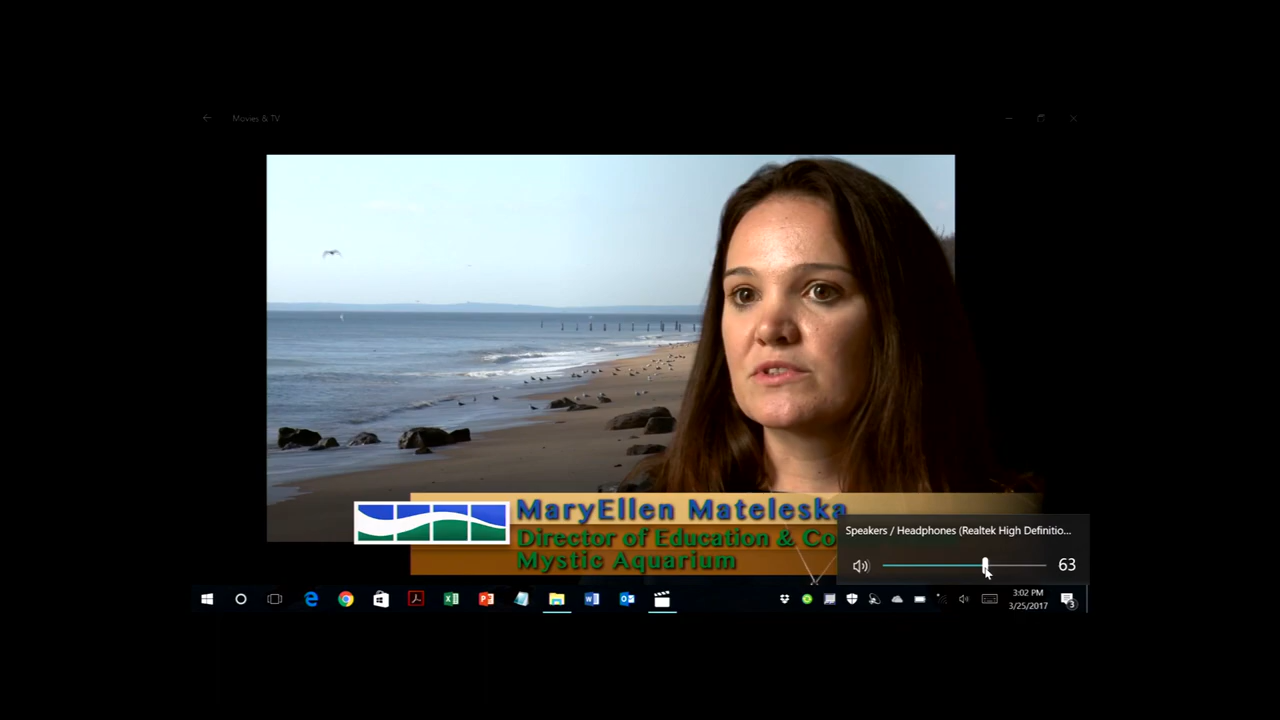 Movies & TV
MaryEllen Mateleska
Director of Education & Co
Mystic Aquarium
Speakers / Headphones (Realtek High Definitio...
63
3:02 PM
3/25/2017
3